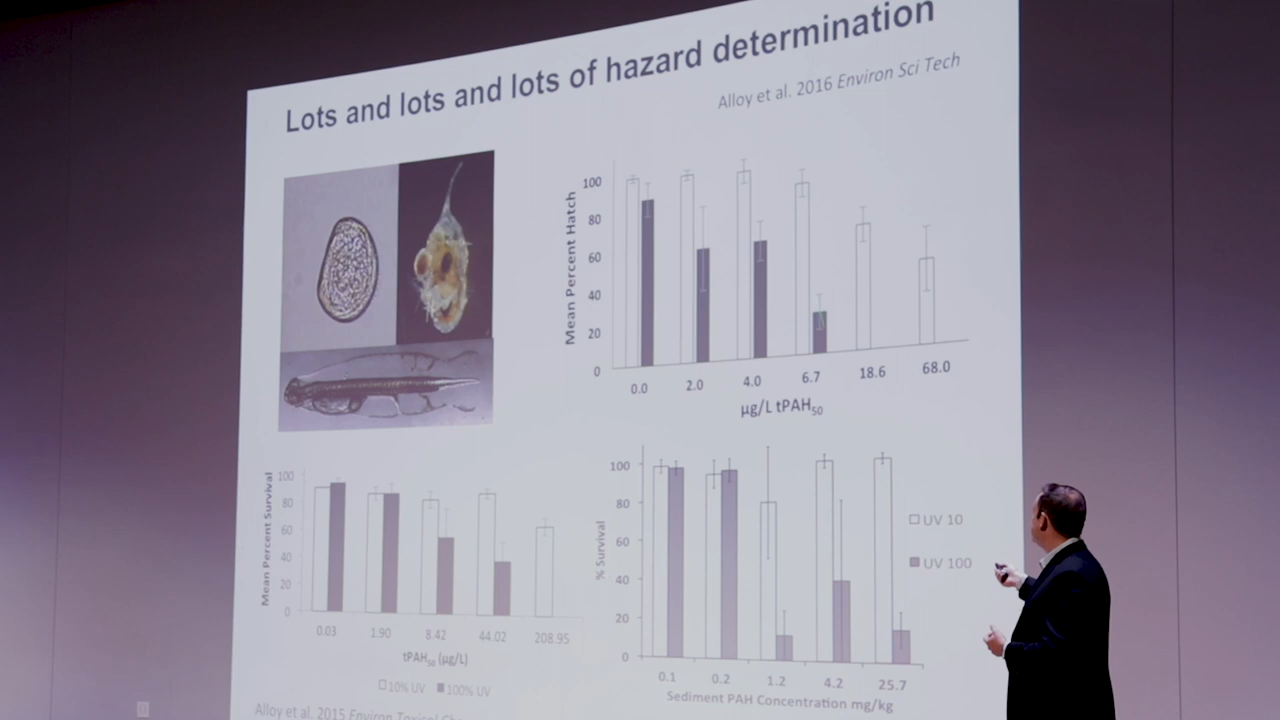 Lots and lots and lots of hazard determination
Alloy et al. 2016 Environ Sci Tech
Mean Percent Hatch
100
80
60
40
20
0
0.0 2.0 4.0 6.7 18.6 68.0
µg/L tPAH50
Mean Percent Survival
100
80
60
40
20
0
0.03 1.90 8.42 44.02 208.95
tPAH50 (µg/L)
10% UV 100% UV
% Survival
100
80
60
40
20
0
0.1 0.2 1.2 4.2 25.7
Sediment PAH Concentration mg/kg
UV 10
UV 100
Alloy et al. 2015 Environ